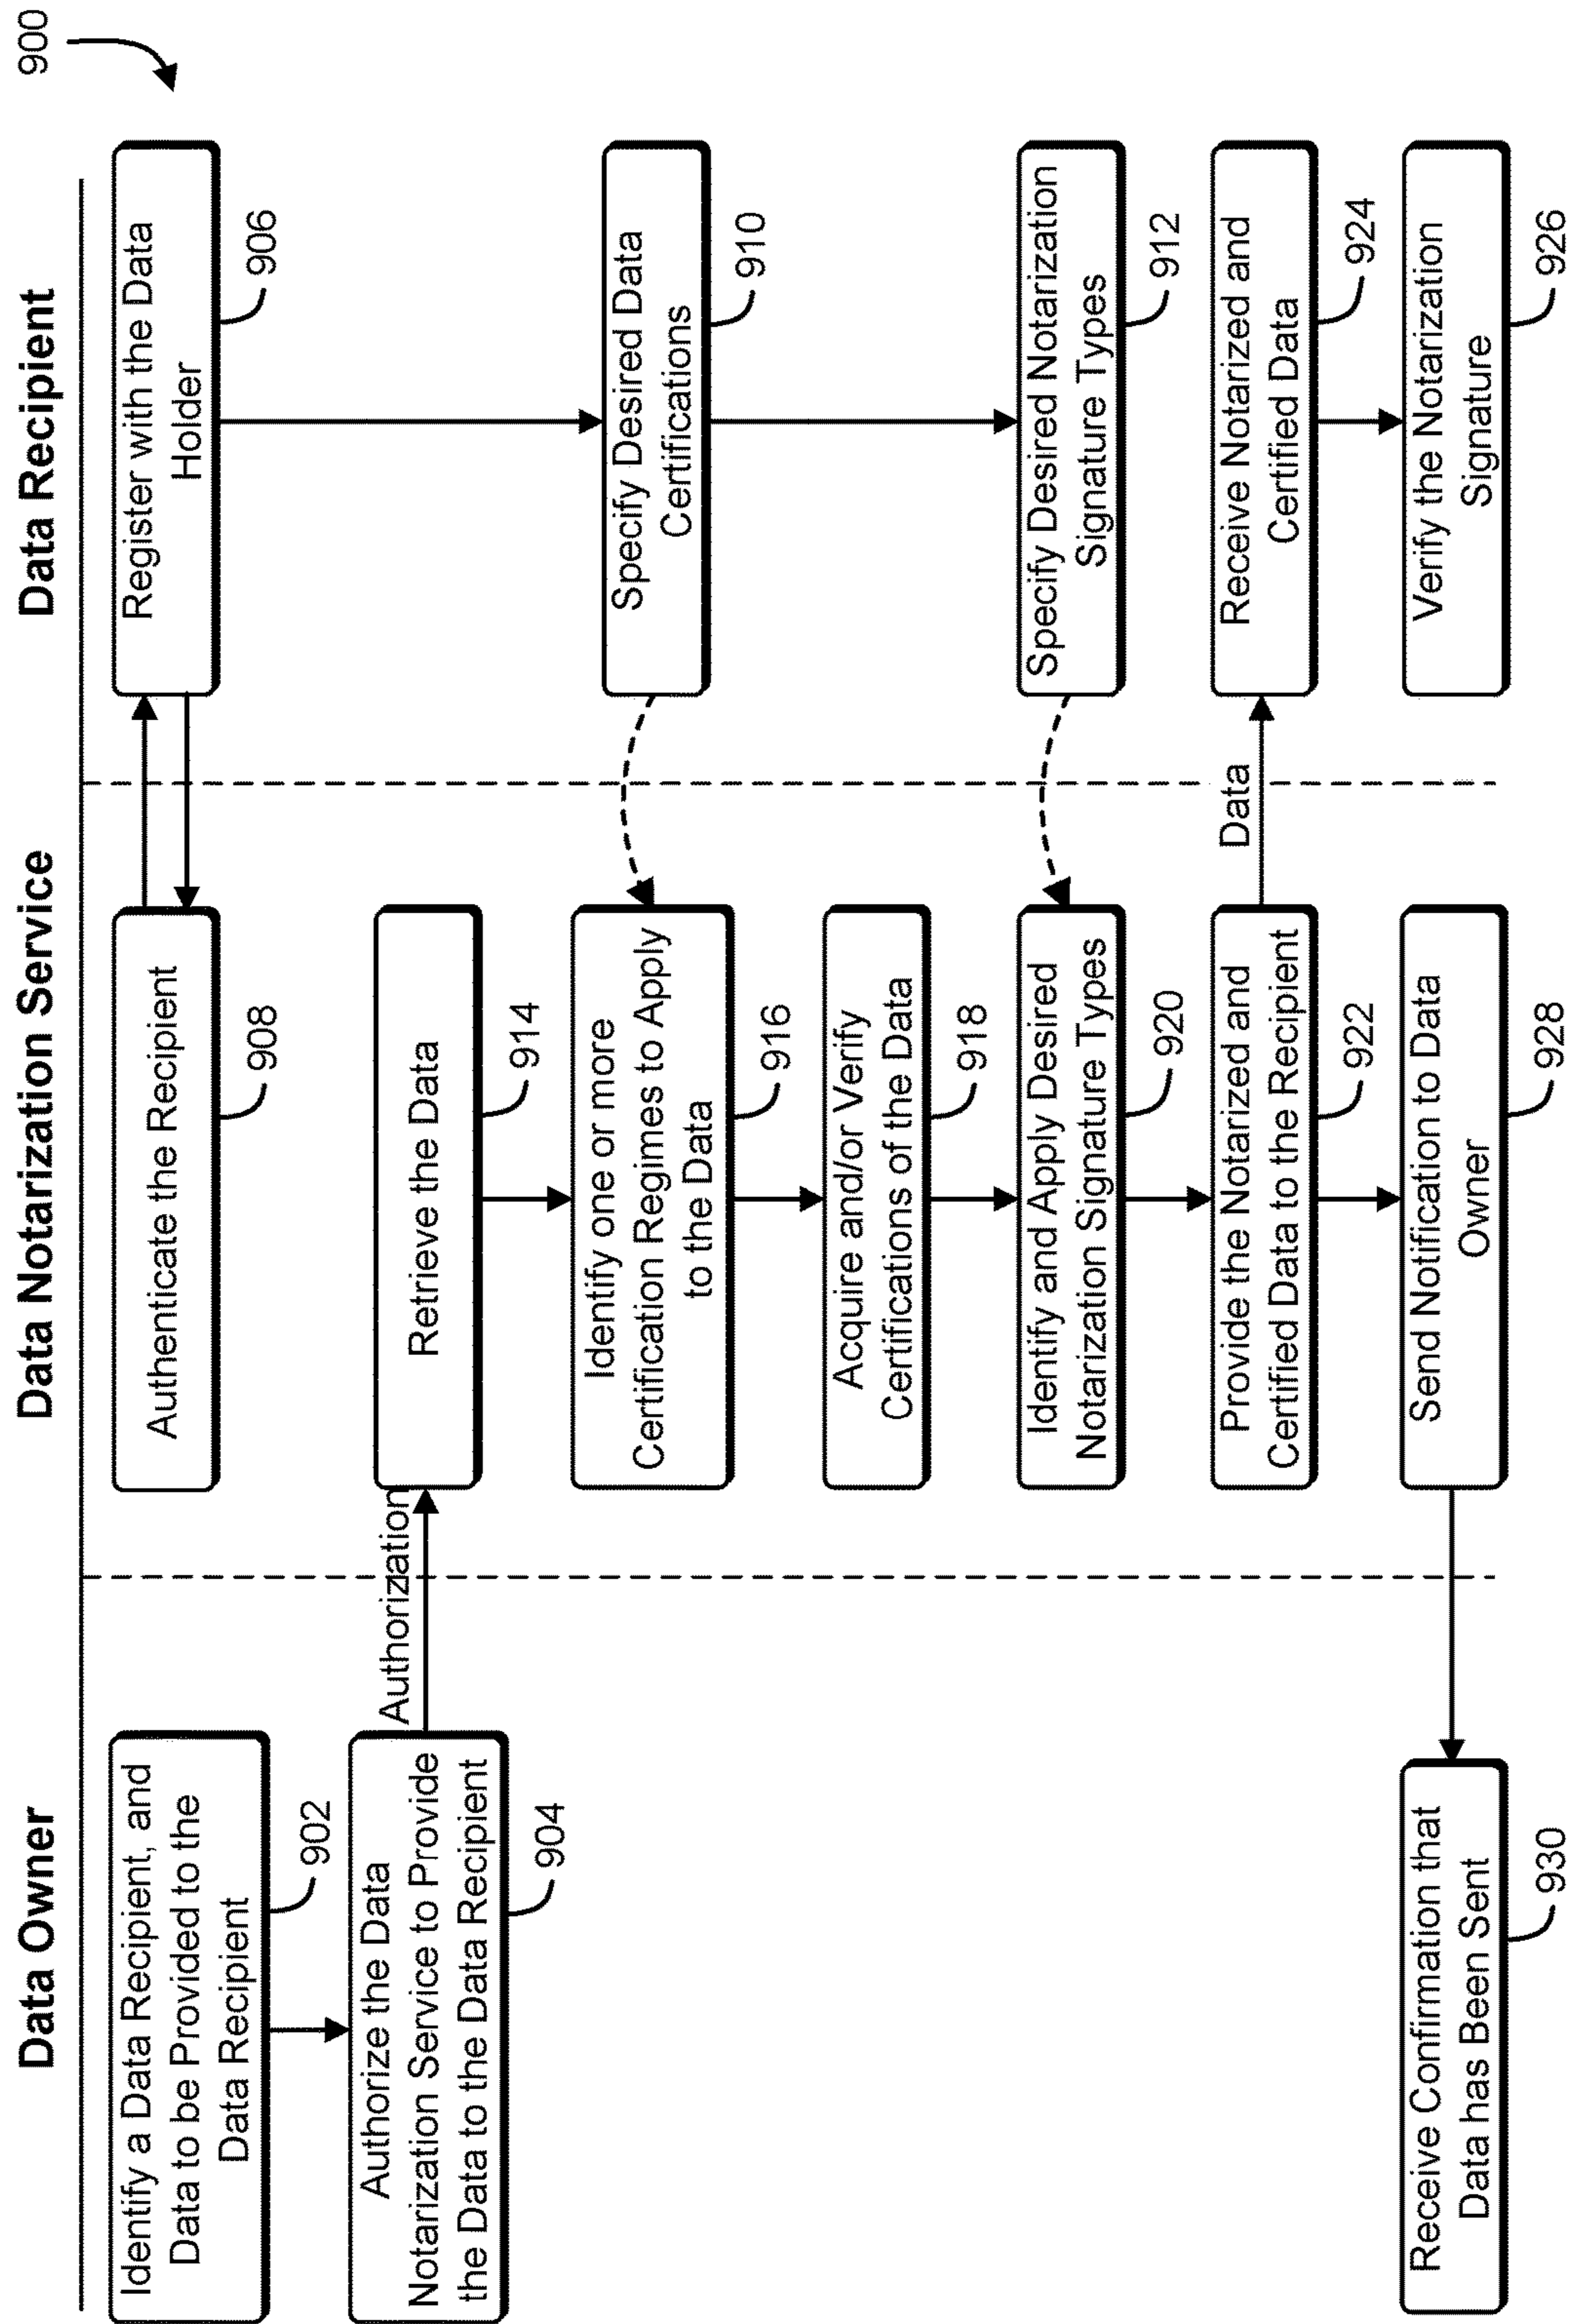 900
Data Owner
Data Notarization Service
Data Recipient
Identify a Data Recipient, and
Data to be Provided to the
Data Recipient
902
Authorize the Data
Notarization Service to Provide
the Data to the Data Recipient
904
Authorization
Receive Confirmation that
Data has Been Sent
930
Authenticate the Recipient
908
Retrieve the Data
914
Identify one or more
Certification Regimes to Apply
to the Data
916
Acquire and/or Verify
Certifications of the Data
918
Identify and Apply Desired
Notarization Signature Types
920
Provide the Notarized and
Certified Data to the Recipient
922
Data
Send Notification to Data
Owner
928
Register with the Data
Holder
906
Specify Desired Data
Certifications
910
Specify Desired Notarization
Signature Types
912
Receive Notarized and
Certified Data
924
Verify the Notarization
Signature
926